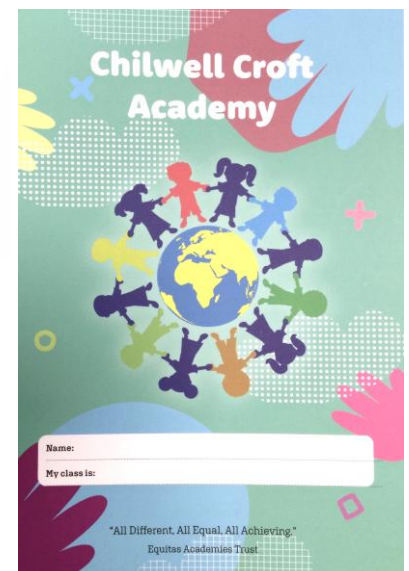 Chilwell Croft
Academy
Name:
My class is:
"All Different, All Equal, All Achieving."
Equitas Academies Trust